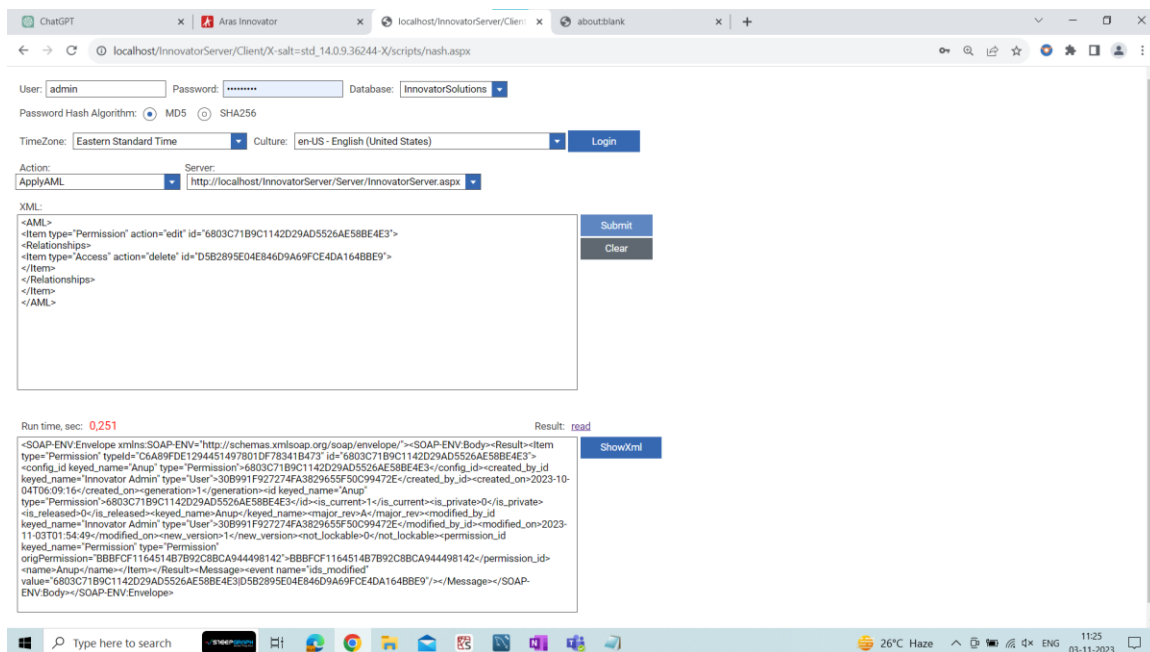 ChatGPT
Aras Innovator
localhost/InnovatorServer/Client
about:blank
localhost/InnovatorServer/Client/X-salt=std_14.0.9.36244-X/scripts/nash.aspx
User: admin Password: ········· Database: InnovatorSolutions
Password Hash Algorithm: MD5 SHA256
TimeZone: Eastern Standard Time Culture: en-US - English (United States) Login
Action: Server:
ApplyAML http://localhost/InnovatorServer/Server/InnovatorServer.aspx
XML:
<AML>
<Item type="Permission" action="edit" id="6803C71B9C1142D29AD5526AE58BE4E3">
<Relationships>
<Item type="Access" action="delete" id="D5B2895E04E846D9A69FCE4DA164BBE9">
</Item>
</Relationships>
</Item>
</AML>
Submit
Clear
Run time, sec: 0,251 Result: read
<SOAP-ENV:Envelope xmlns:SOAP-ENV="http://schemas.xmlsoap.org/soap/envelope/"><SOAP-ENV:Body><Result><Item
type="Permission" typeId="C6A89FDE1294451497801DF78341B473" id="6803C71B9C1142D29AD5526AE58BE4E3">
<config_id keyed_name="Anup" type="Permission">6803C71B9C1142D29AD5526AE58BE4E3</config_id><created_by_id
keyed_name="Innovator Admin" type="User">30B991F927274FA3829655F50C99472E</created_by_id><created_on>2023-10-
04T06:09:16</created_on><generation>1</generation><id keyed_name="Anup"
type="Permission">6803C71B9C1142D29AD5526AE58BE4E3</id><is_current>1</is_current><is_private>0</is_private>
<is_released>0</is_released><keyed_name>Anup</keyed_name><major_rev>A</major_rev><modified_by_id
keyed_name="Innovator Admin" type="User">30B991F927274FA3829655F50C99472E</modified_by_id><modified_on>2023-
11-03T01:54:49</modified_on><new_version>1</new_version><not_lockable>0</not_lockable><permission_id
keyed_name="Permission" type="Permission"
origPermission="BBBFCF1164514B7B92C8BCA944498142">BBBFCF1164514B7B92C8BCA944498142</permission_id>
<name>Anup</name></Item></Result><Message><event name="ids_modified"
value="6803C71B9C1142D29AD5526AE58BE4E3|D5B2895E04E846D9A69FCE4DA164BBE9"/></Message></SOAP-
ENV:Body></SOAP-ENV:Envelope>
ShowXml
Type here to search
26°C Haze
ENG
11:25
03-11-2023